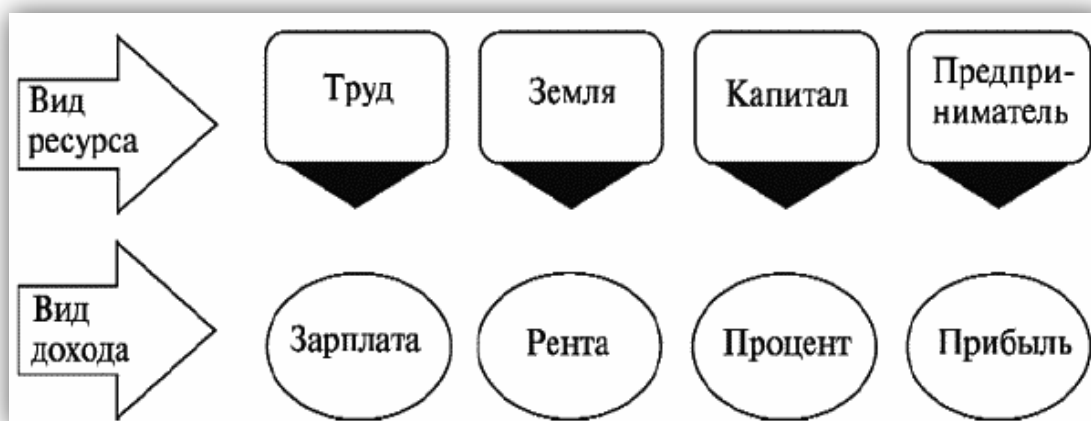 Вид
ресурса
Труд
Земля
Капитал
Предпри-
ниматель
Вид
дохода
Зарплата
Рента
Процент
Прибыль